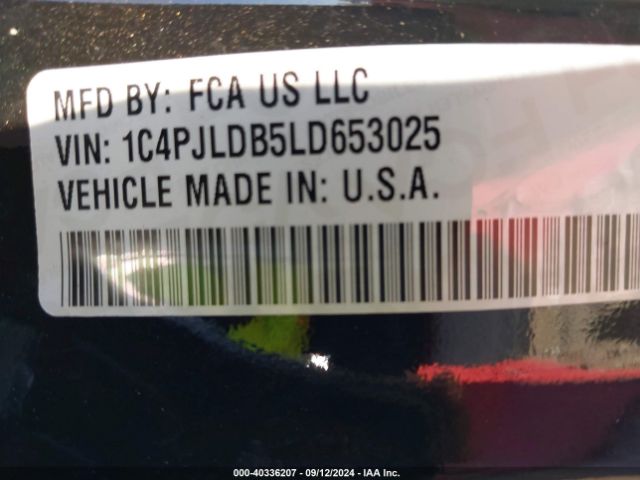 MFD BY: FCA US LLC
VIN: 1C4PJLDB5LD653025
VEHICLE MADE IN: U.S.A.
000-40336207 - 09/12/2024 - IAA Inc.